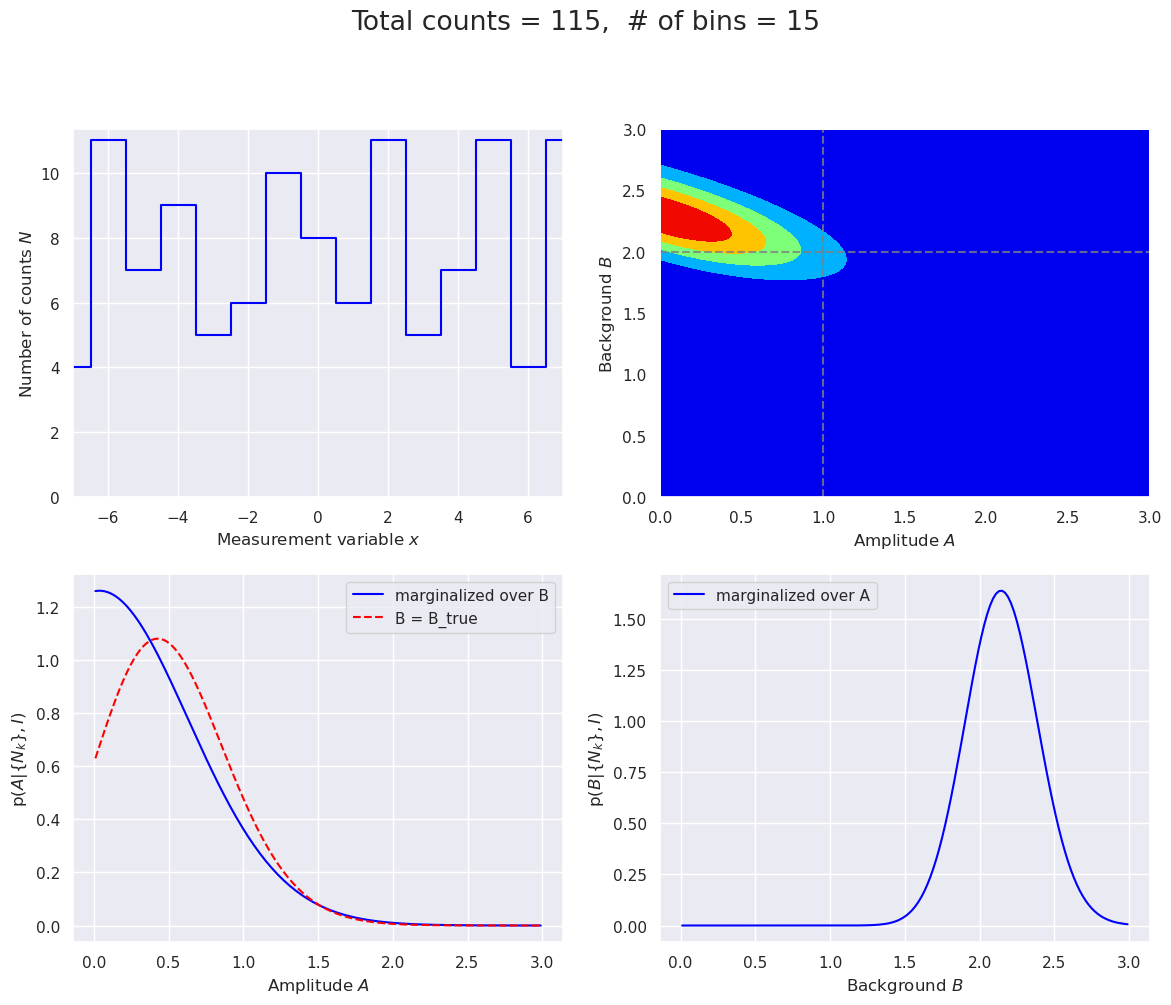 Total counts = 115,  # of bins = 15
10
8
6
4
2
0
Number of counts N
−6 −4 −2 0 2 4 6
Measurement variable x
3.0
2.5
2.0
1.5
1.0
0.5
0.0
Background B
0.0 0.5 1.0 1.5 2.0 2.5 3.0
Amplitude A
marginalized over B
B = B_true
1.2
1.0
0.8
0.6
0.4
0.2
0.0
p(A|{N_k}, I)
0.0 0.5 1.0 1.5 2.0 2.5 3.0
Amplitude A
marginalized over A
1.50
1.25
1.00
0.75
0.50
0.25
0.00
p(B|{N_k}, I)
0.0 0.5 1.0 1.5 2.0 2.5 3.0
Background B